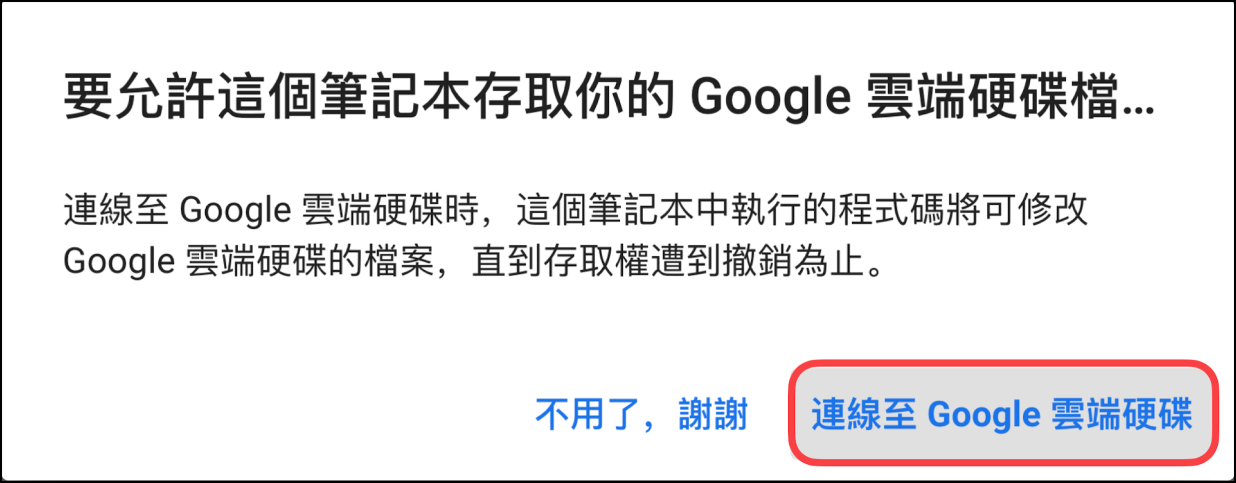 要允許這個筆記本存取你的 Google 雲端硬碟檔...
連線至 Google 雲端硬碟時，這個筆記本中執行的程式碼將可修改
Google 雲端硬碟的檔案，直到存取權遭到撤銷為止。
不用了，謝謝
連線至 Google 雲端硬碟